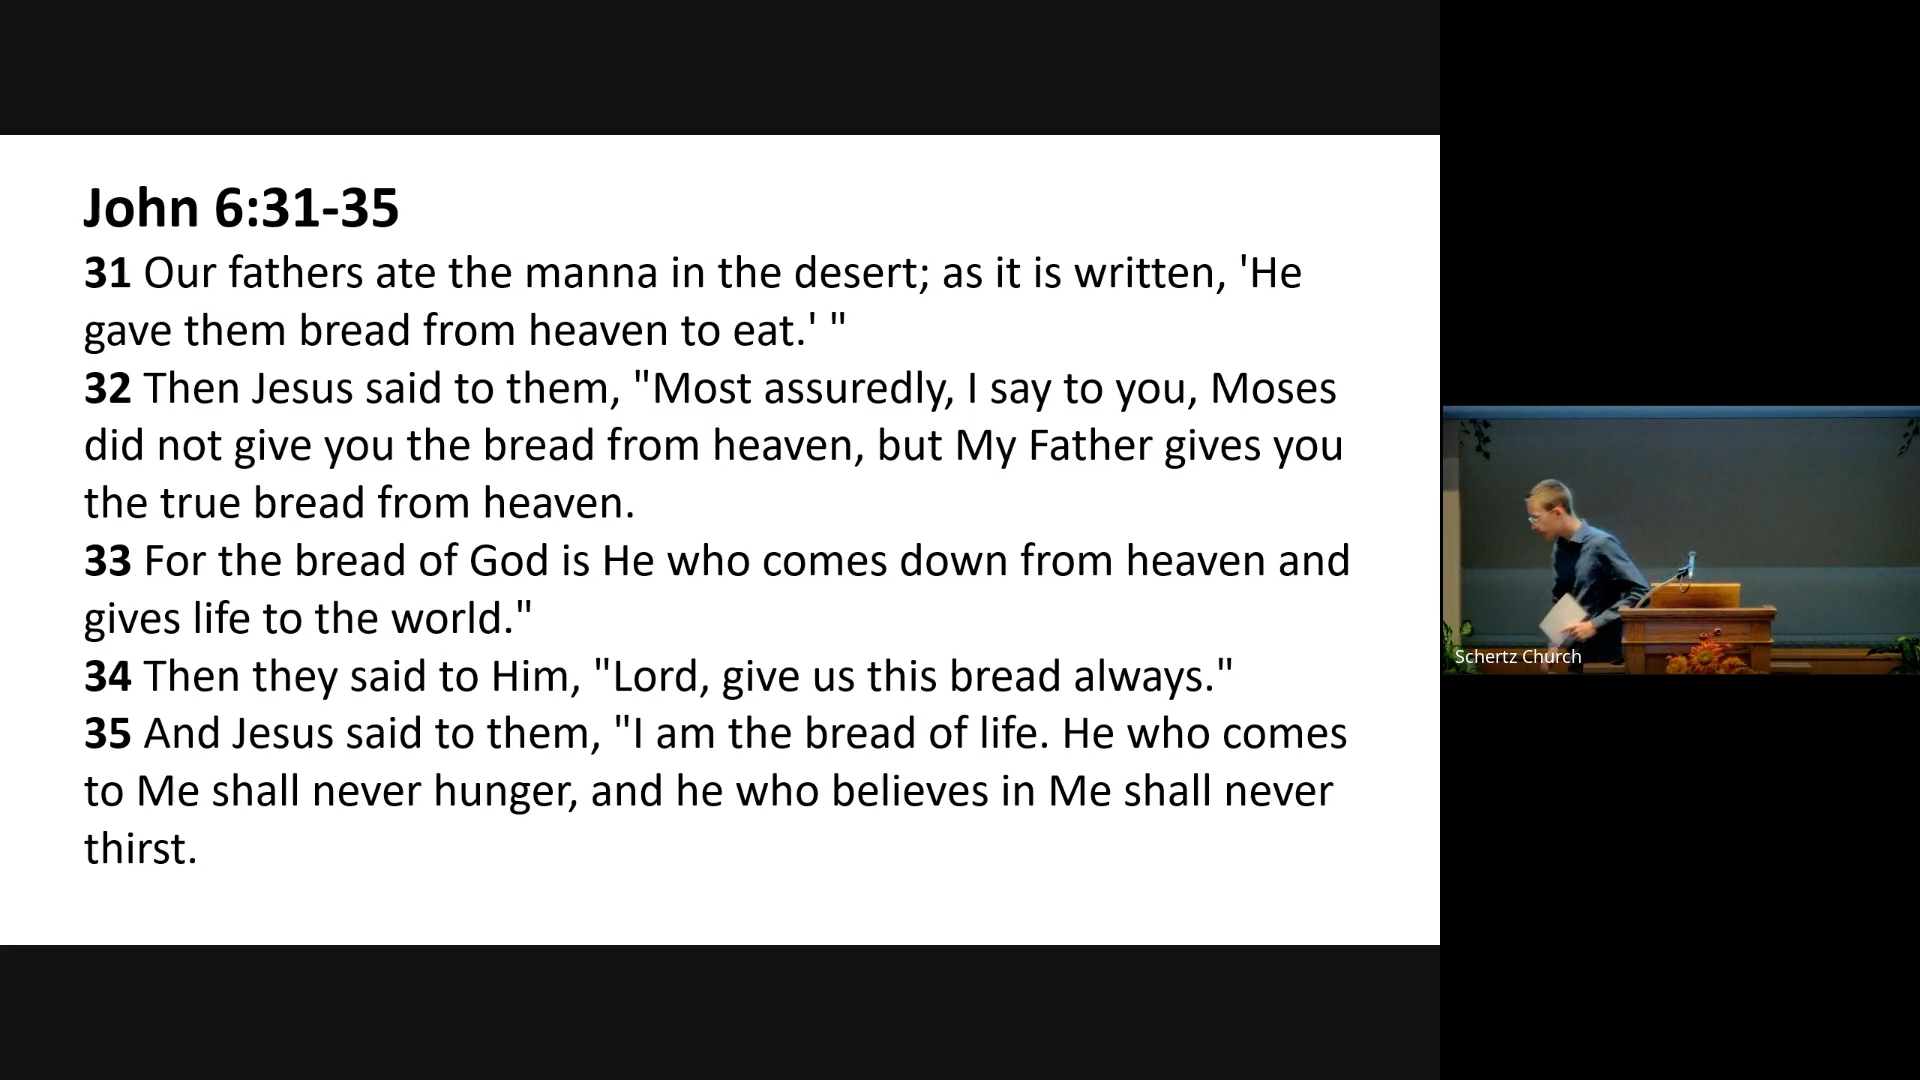 John 6:31-35
31 Our fathers ate the manna in the desert; as it is written, 'He
gave them bread from heaven to eat.' "
32 Then Jesus said to them, "Most assuredly, I say to you, Moses
did not give you the bread from heaven, but My Father gives you
the true bread from heaven.
33 For the bread of God is He who comes down from heaven and
gives life to the world."
34 Then they said to Him, "Lord, give us this bread always."
35 And Jesus said to them, "I am the bread of life. He who comes
to Me shall never hunger, and he who believes in Me shall never
thirst.
Schertz Church